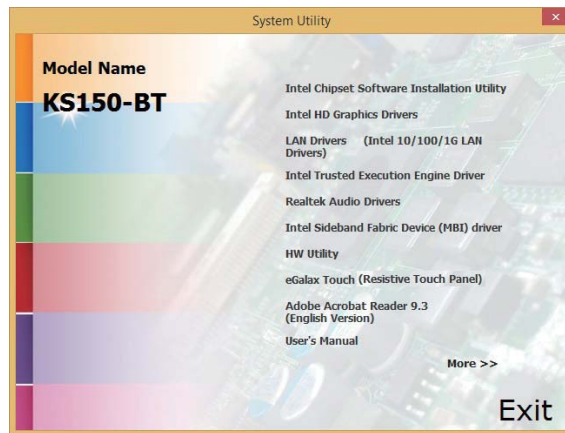 System Utility
Model Name
KS150-BT
Intel Chipset Software Installation Utility
Intel HD Graphics Drivers
LAN Drivers (Intel 10/100/1G LAN
Drivers)
Intel Trusted Execution Engine Driver
Realtek Audio Drivers
Intel Sideband Fabric Device (MBI) driver
HW Utility
eGalax Touch (Resistive Touch Panel)
Adobe Acrobat Reader 9.3
(English Version)
User's Manual
More >>
Exit